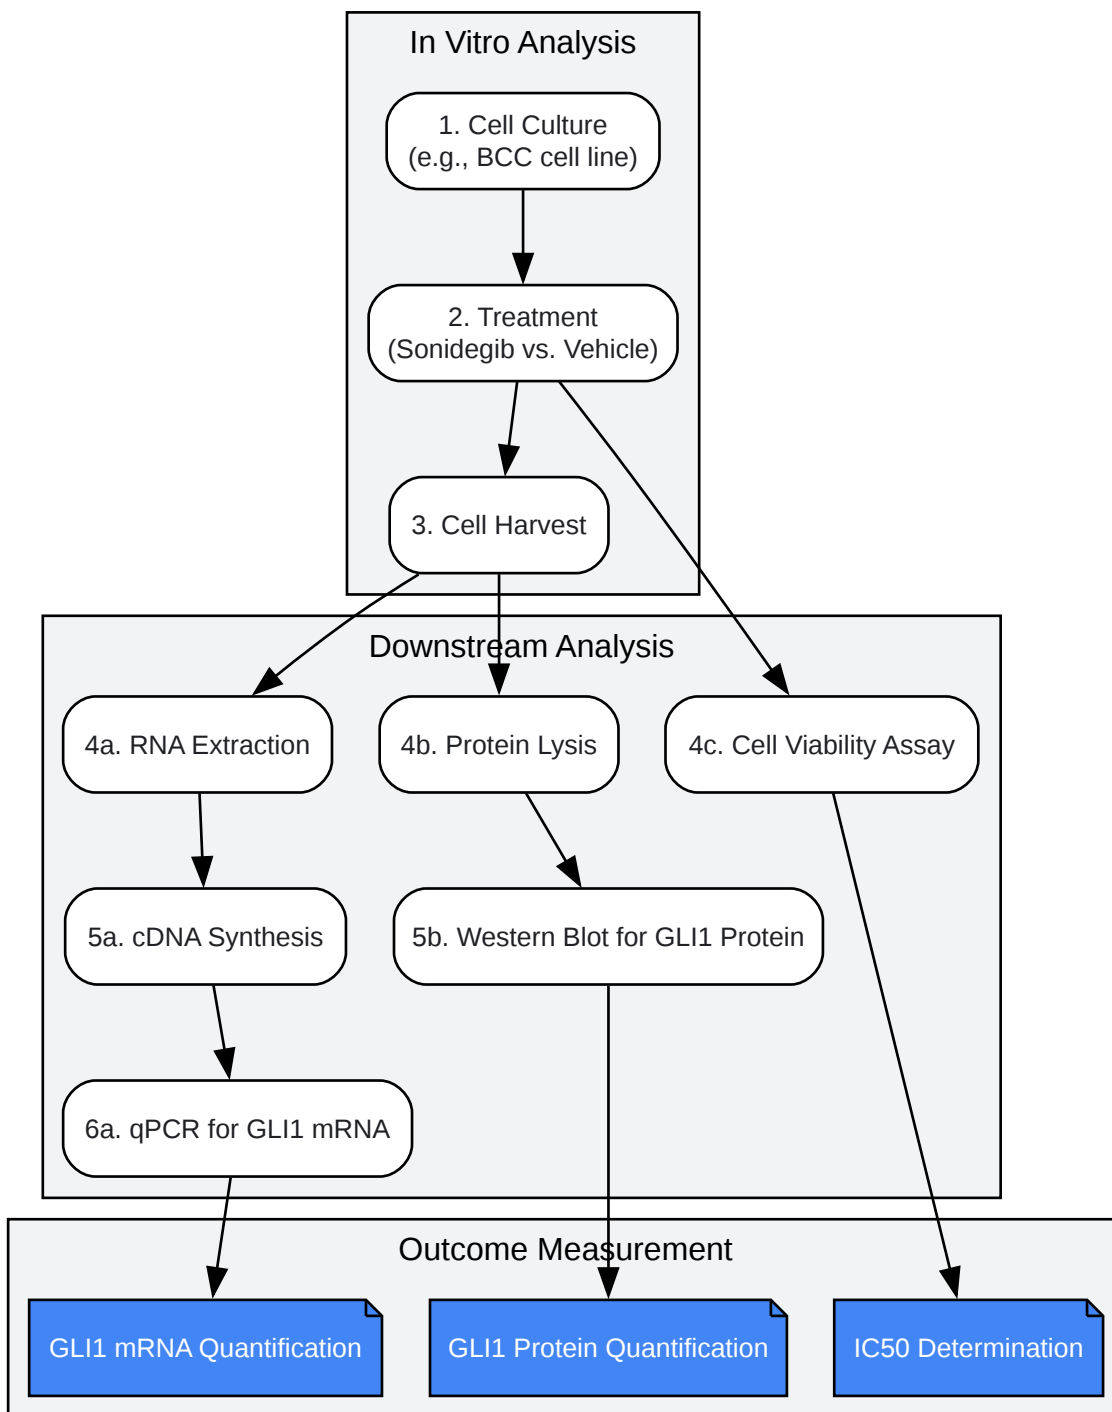 In Vitro Analysis
1. Cell Culture
(e.g., BCC cell line)
2. Treatment
(Sonidegib vs. Vehicle)
3. Cell Harvest
Downstream Analysis
4a. RNA Extraction
4b. Protein Lysis
4c. Cell Viability Assay
5a. cDNA Synthesis
5b. Western Blot for GLI1 Protein
6a. qPCR for GLI1 mRNA
Outcome Measurement
GLI1 mRNA Quantification
GLI1 Protein Quantification
IC50 Determination